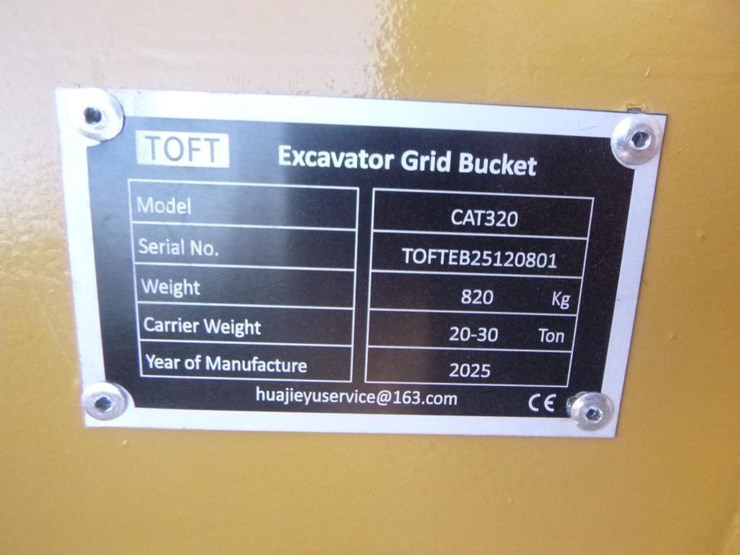 TOFT Excavator Grid Bucket
Model CAT320
Serial No. TOFTEB25120801
Weight 820 Kg
Carrier Weight 20-30 Ton
Year of Manufacture 2025
huajieyuservice@163.com CE